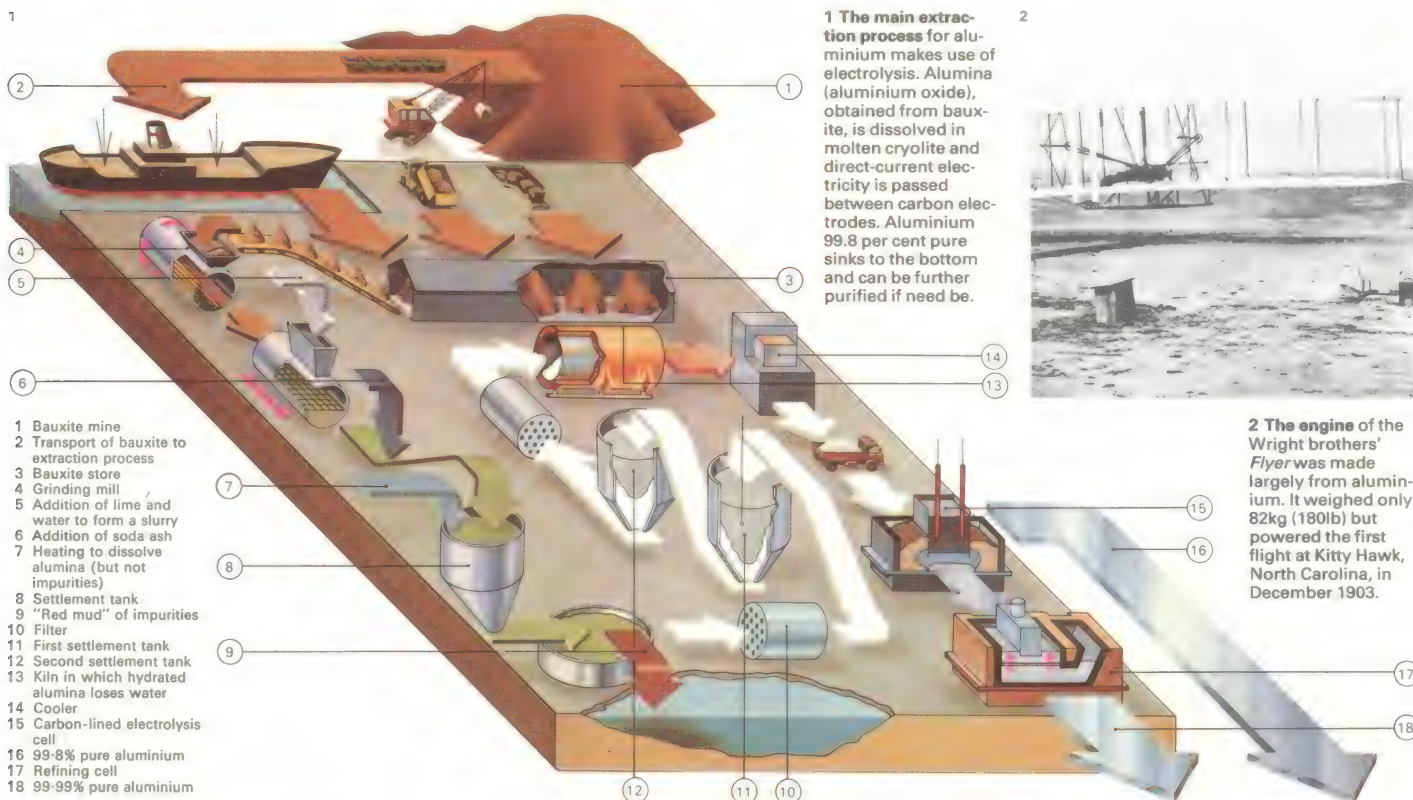 1
2
1
1 The main extrac-
tion process for alu-
minium makes use of
electrolysis. Alumina
(aluminium oxide),
obtained from baux-
ite, is dissolved in
molten cryolite and
direct-current elec-
tricity is passed
between carbon elec-
trodes. Aluminium
99.8 per cent pure
sinks to the bottom
and can be further
purified if need be.
2
4
5
3
14
13
6
1 Bauxite mine
2 Transport of bauxite to
extraction process
3 Bauxite store
4 Grinding mill
5 Addition of lime and
water to form a slurry
6 Addition of soda ash
7 Heating to dissolve
alumina (but not
impurities)
8 Settlement tank
9 "Red mud" of impurities
10 Filter
11 First settlement tank
12 Second settlement tank
13 Kiln in which hydrated
alumina loses water
14 Cooler
15 Carbon-lined electrolysis
cell
16 99·8% pure aluminium
17 Refining cell
18 99·99% pure aluminium
7
8
9
15
16
17
18
12
11
10
2 The engine of the
Wright brothers'
Flyer was made
largely from alumin-
ium. It weighed only
82kg (180lb) but
powered the first
flight at Kitty Hawk,
North Carolina, in
December 1903.